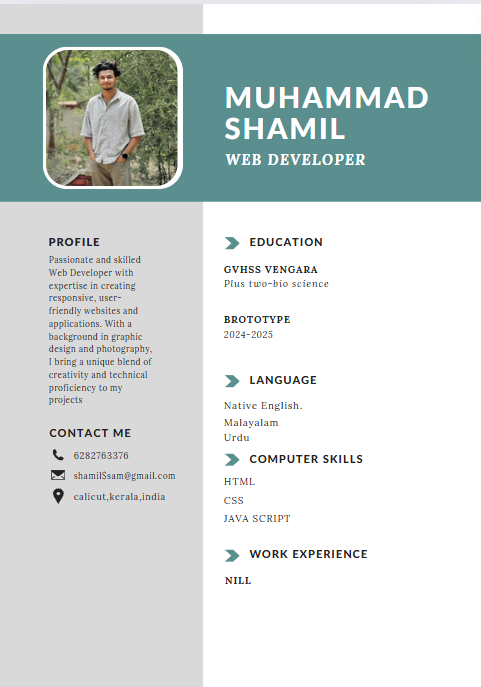 MUHAMMAD
SHAMIL
WEB DEVELOPER
PROFILE
Passionate and skilled
Web Developer with
expertise in creating
responsive, user-
friendly websites and
applications. With a
background in graphic
design and photography,
I bring a unique blend of
creativity and technical
proficiency to my
projects
CONTACT ME
6282763376
shamil$sam@gmail.com
calicut,kerala,india
EDUCATION
GVHSS VENGARA
Plus two-bio science
BROTOTYPE
2024-2025
LANGUAGE
Native English.
Malayalam
Urdu
COMPUTER SKILLS
HTML
CSS
JAVA SCRIPT
WORK EXPERIENCE
NILL